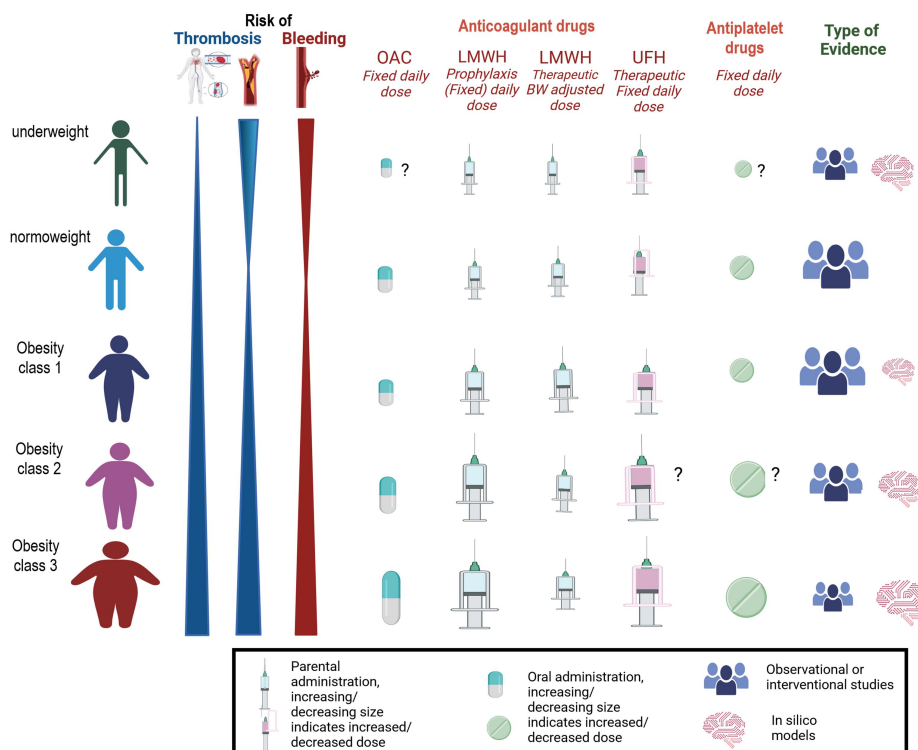 Risk of
Thrombosis Bleeding
Anticoagulant drugs
Antiplatelet
drugs
Type of
Evidence
OAC
Fixed daily
dose
LMWH
Prophylaxis
(Fixed) daily
dose
LMWH
Therapeutic
BW adjusted
dose
UFH
Therapeutic
Fixed daily
dose
Fixed daily
dose
underweight
?
?
normoweight
Obesity
class 1
Obesity
class 2
?
?
Obesity
class 3
Parental
administration,
increasing/
decreasing size
indicates increased/
decreased dose
Oral administration,
increasing/
decreasing size
indicates increased/
decreased dose
Observational or
interventional studies
In silico
models